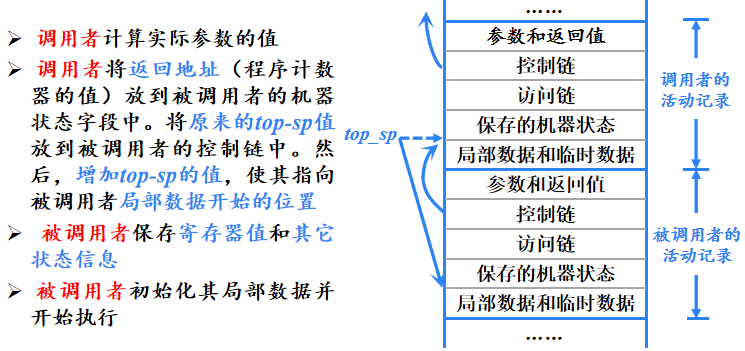 ➢ 调用者计算实际参数的值
➢ 调用者将返回地址（程序计数
器的值）放到被调用者的机器
状态字段中。将原来的top-sp值
放到被调用者的控制链中。然
后，增加top-sp的值，使其指向
被调用者局部数据开始的位置
➢ 被调用者保存寄存器值和其它
状态信息
➢ 被调用者初始化其局部数据并
开始执行
top_sp
……
参数和返回值
控制链
访问链
保存的机器状态
局部数据和临时数据
参数和返回值
控制链
访问链
保存的机器状态
局部数据和临时数据
……
调用者的
活动记录
被调用者的
活动记录